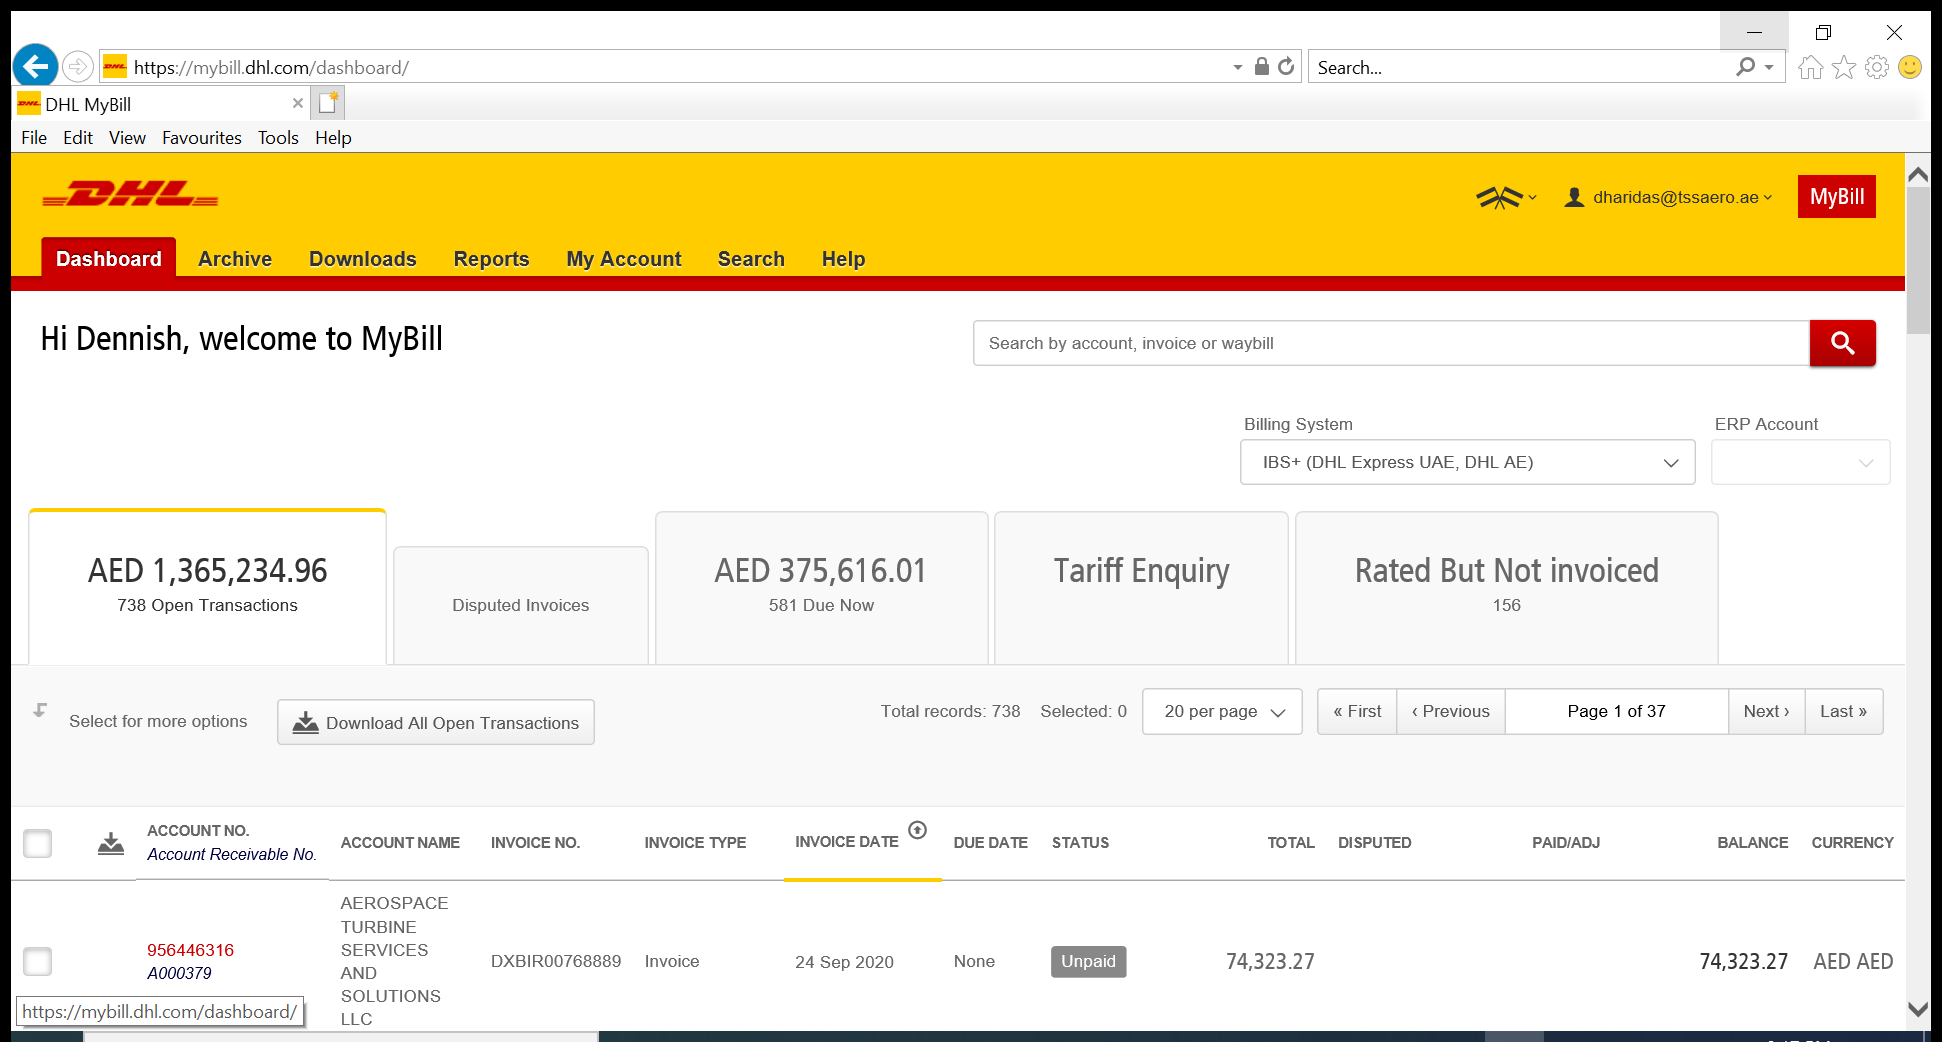 https://mybill.dhl.com/dashboard/
Search...
DHL MyBill
File Edit View Favourites Tools Help
DHL
dharidas@tssaero.ae
MyBill
Dashboard Archive Downloads Reports My Account Search Help
Hi Dennish, welcome to MyBill
Search by account, invoice or waybill
Billing System
ERP Account
IBS+ (DHL Express UAE, DHL AE)
AED 1,365,234.96
738 Open Transactions
Disputed Invoices
AED 375,616.01
581 Due Now
Tariff Enquiry
Rated But Not invoiced
156
Select for more options
Download All Open Transactions
Total records: 738
Selected: 0
20 per page
« First
‹ Previous
Page 1 of 37
Next ›
Last »
ACCOUNT NO.
Account Receivable No.
ACCOUNT NAME
INVOICE NO.
INVOICE TYPE
INVOICE DATE
DUE DATE
STATUS
TOTAL
DISPUTED
PAID/ADJ
BALANCE
CURRENCY
956446316
A000379
AEROSPACE
TURBINE
SERVICES
AND
SOLUTIONS
LLC
DXBIR00768889
Invoice
24 Sep 2020
None
Unpaid
74,323.27
74,323.27
AED AED
https://mybill.dhl.com/dashboard/